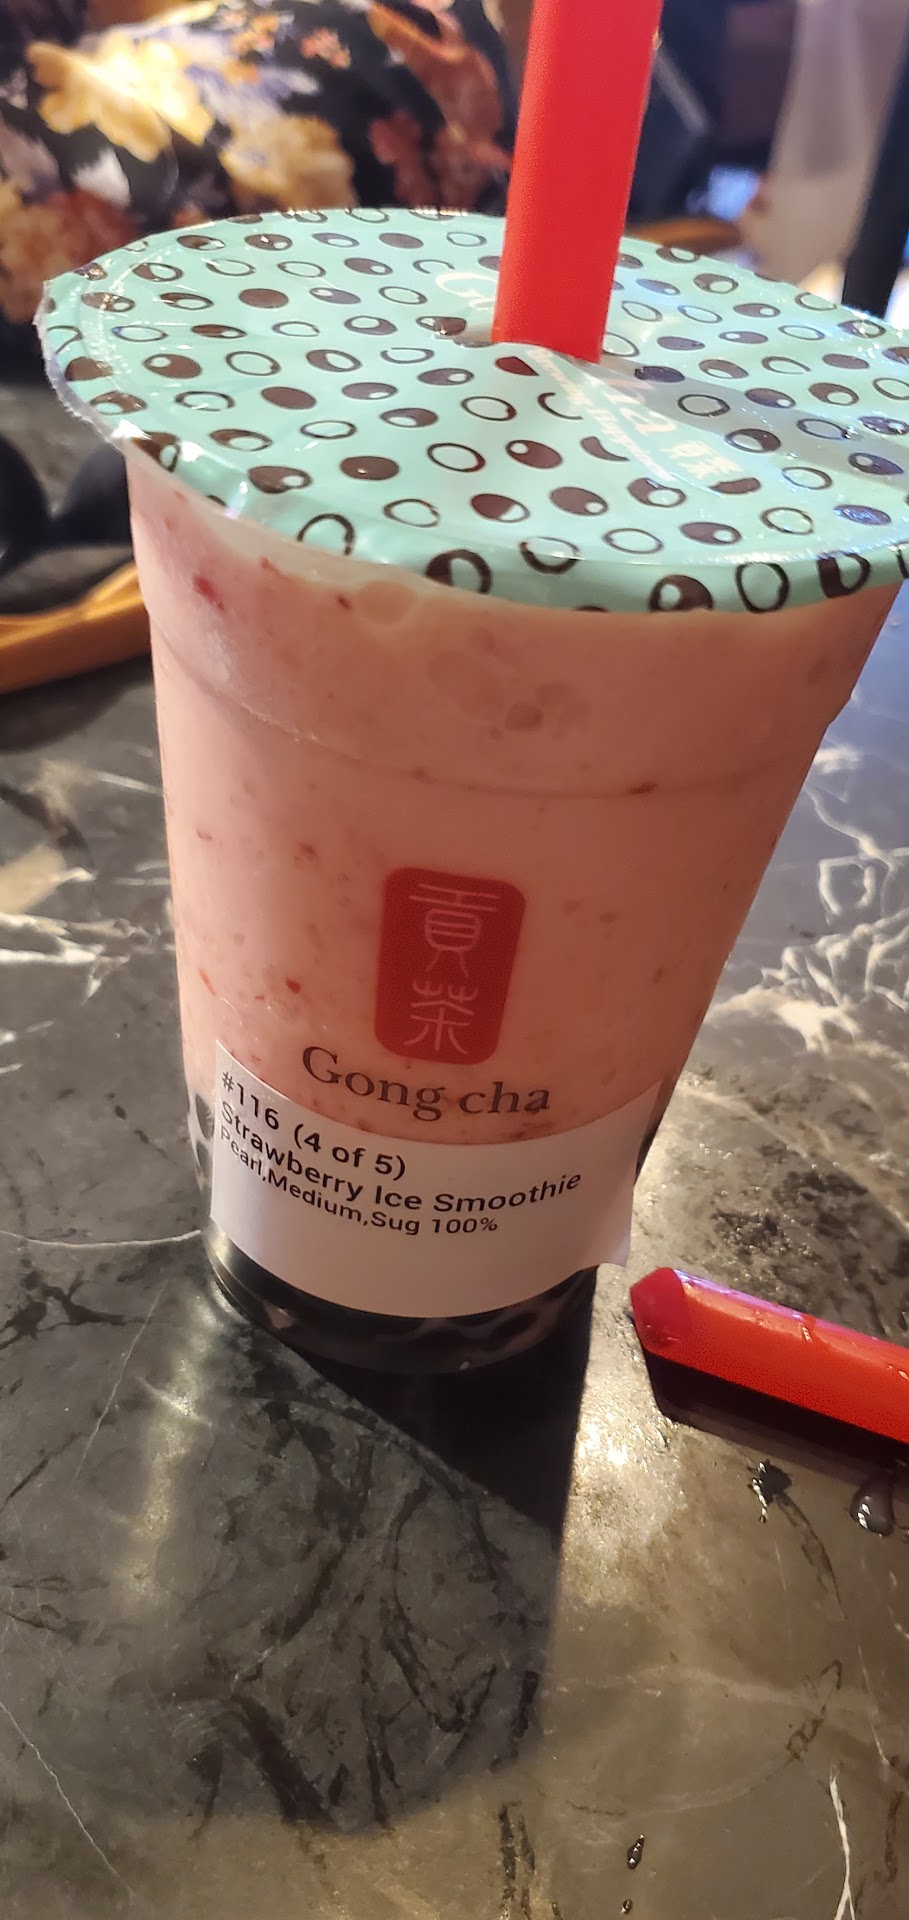 貢茶
Gong cha
#116 (4 of 5)
Strawberry Ice Smoothie
Pearl,Medium,Sug 100%